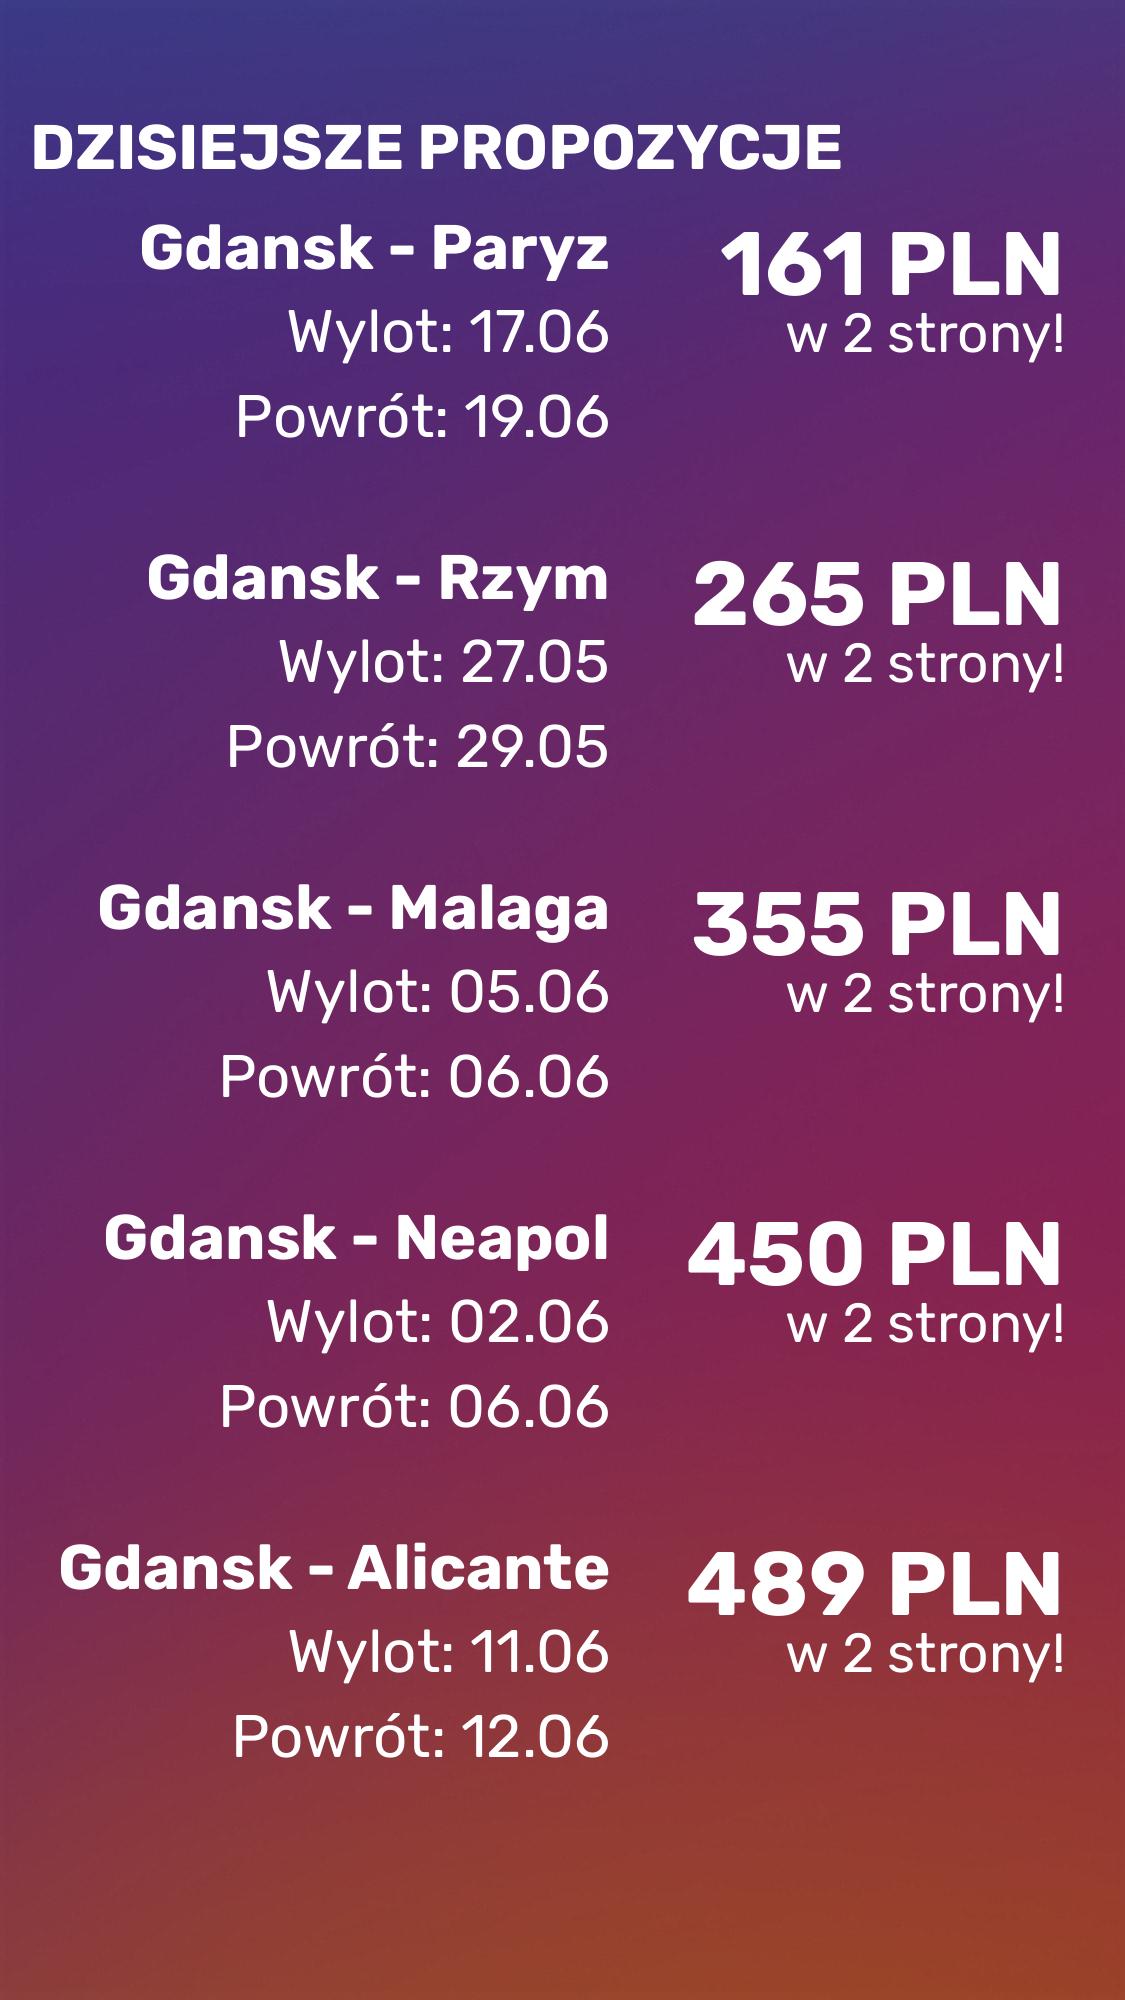 DZISIEJSZE PROPOZYCJE
Gdansk - Paryz
161 PLN
Wylot: 17.06
w 2 strony!
Powrót: 19.06
Gdansk - Rzym
265 PLN
Wylot: 27.05
w 2 strony!
Powrót: 29.05
Gdansk - Malaga
355 PLN
Wylot: 05.06
w 2 strony!
Powrót: 06.06
Gdansk - Neapol
450 PLN
Wylot: 02.06
w 2 strony!
Powrót: 06.06
Gdansk - Alicante
489 PLN
Wylot: 11.06
w 2 strony!
Powrót: 12.06